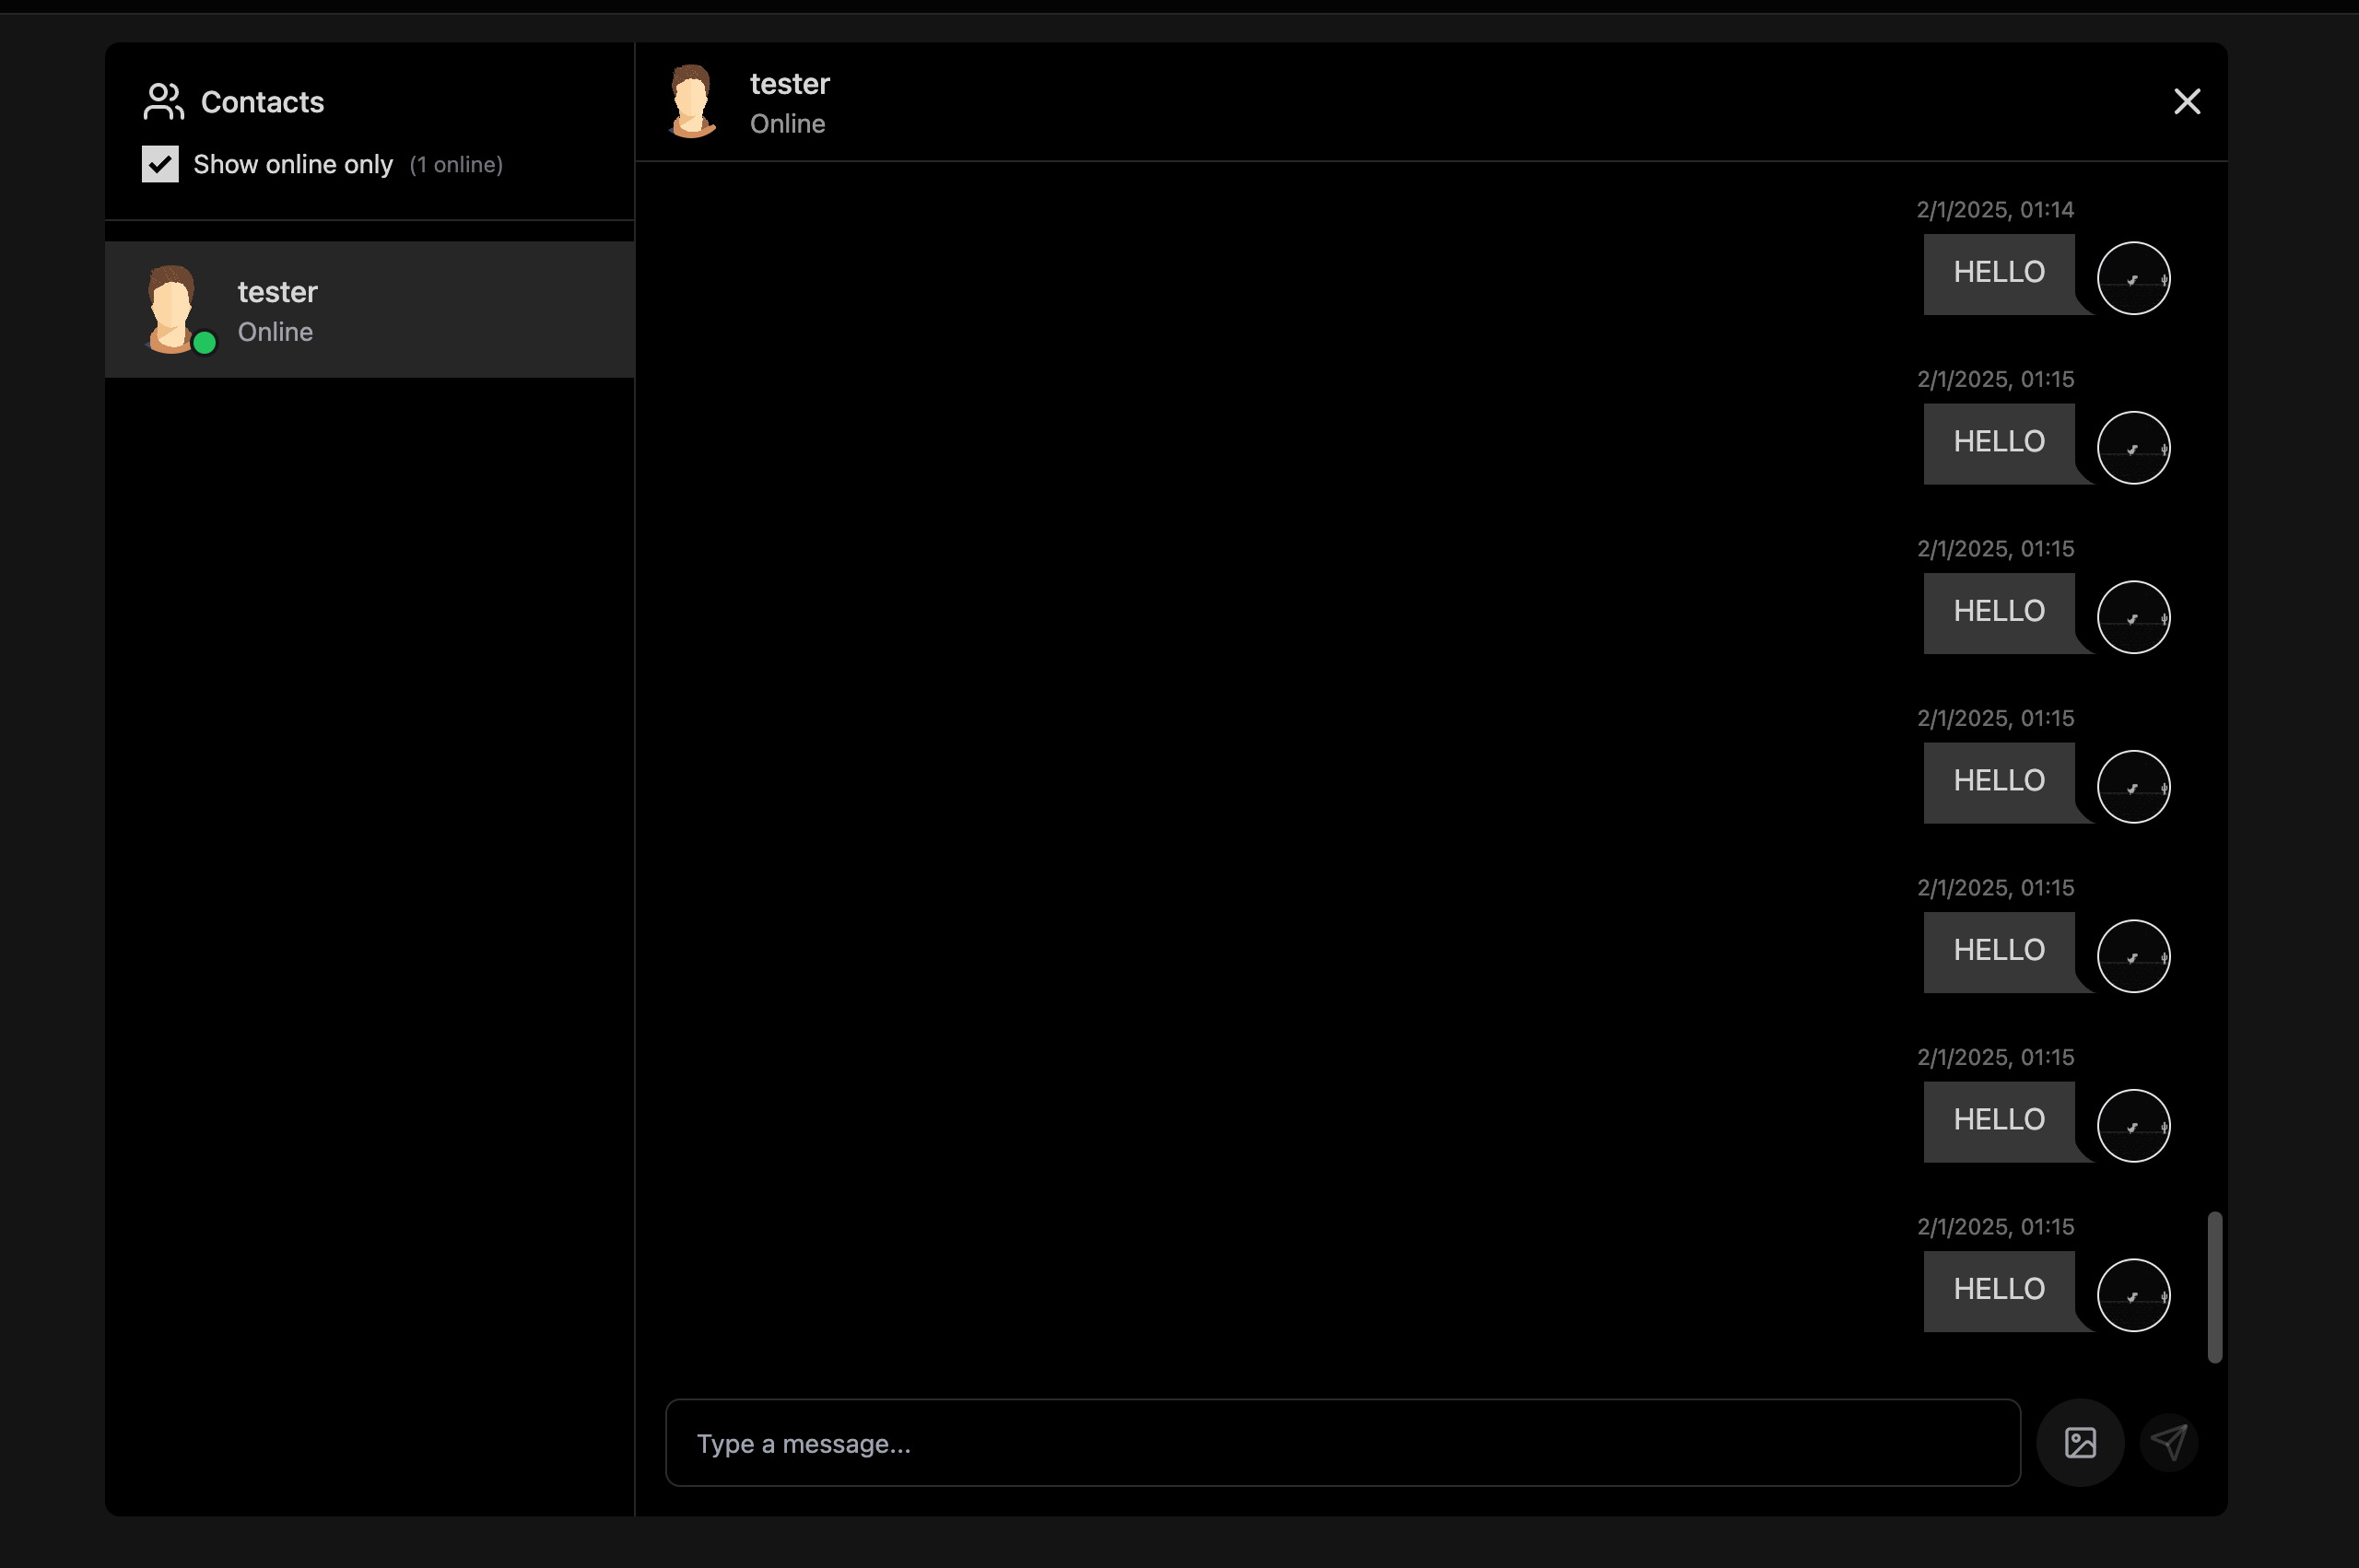 Contacts
Show online only (1 online)
tester
Online
tester
Online
2/1/2025, 01:14
HELLO
2/1/2025, 01:15
HELLO
2/1/2025, 01:15
HELLO
2/1/2025, 01:15
HELLO
2/1/2025, 01:15
HELLO
2/1/2025, 01:15
HELLO
2/1/2025, 01:15
HELLO
Type a message...